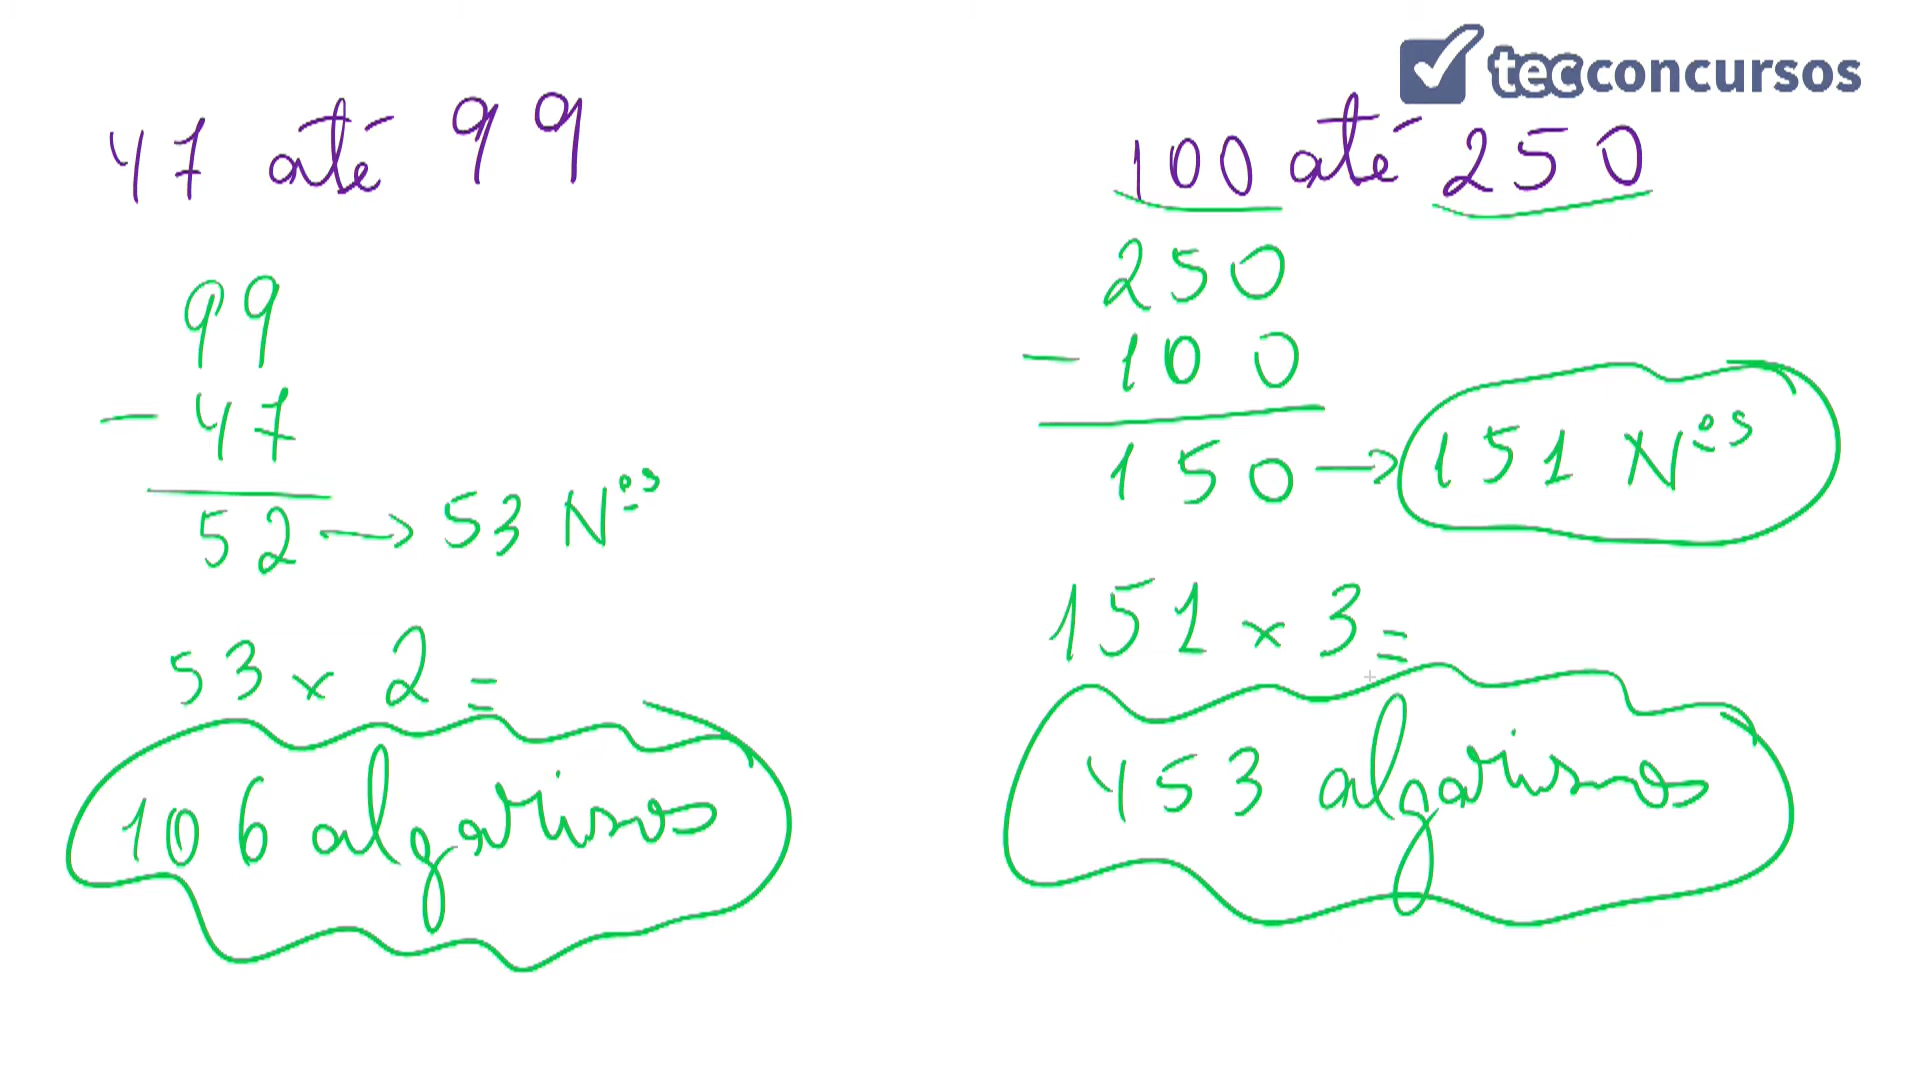 tecconcursos
47 até 99
99
- 47
52 → 53 Nºs
53 x 2 =
106 algarismos
100 até 250
250
- 100
150 → 151 Nºs
151 x 3 =
453 algarismos